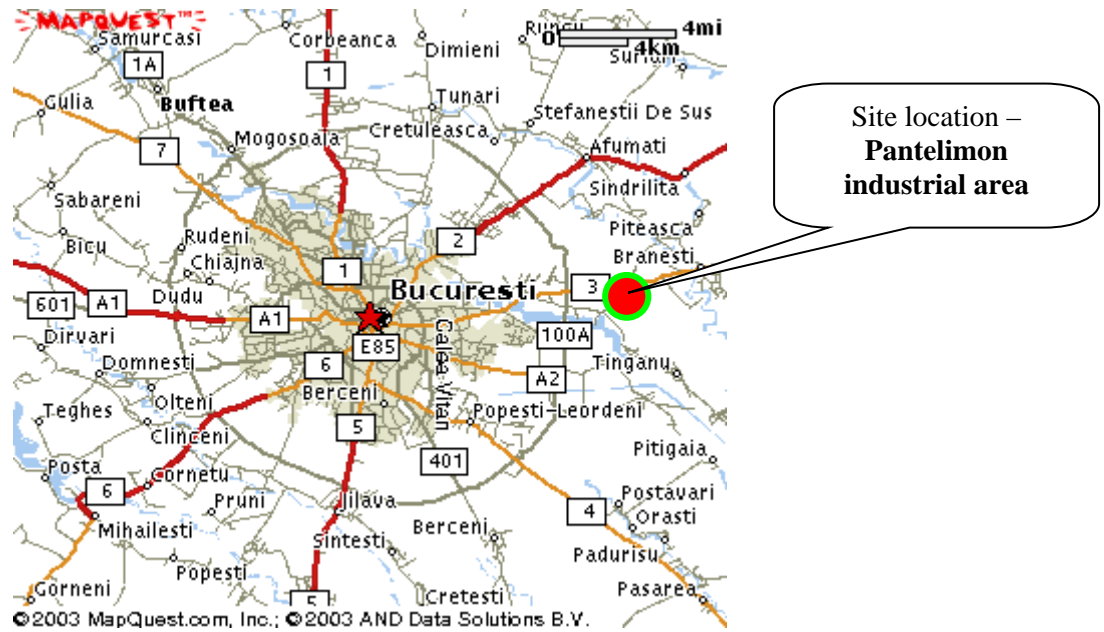 MAPQUEST™
Samurcasi
Corbeanca
Dimieni
0
4mi
4km
1A
1
Gulia
Buftea
Tunari
Stefanestii De Sus
Mogosoaia
Cretuleasca
7
Afumati
Sindrilita
Sabareni
Piteasca
Bicu
Rudeni
2
Branesti
Chiajna
1
3
601
A1
Dudu
Bucuresti
A1
100A
Dirvari
E85
Domnesti
6
Calea Vitan
Tinganu
A2
Olteni
Berceni
Teghes
Popesti-Leordeni
Clinceni
5
Pitigaia
401
Posta
Cornetu
6
Pruni
Jilava
Postavari
4
Orasti
Mihailesti
Sintesti
Berceni
Padurisu
Popesti
Pasarea
Gorneni
5
Cretesti
©2003 MapQuest.com, Inc.; ©2003 AND Data Solutions B.V.
Site location –
Pantelimon
industrial area